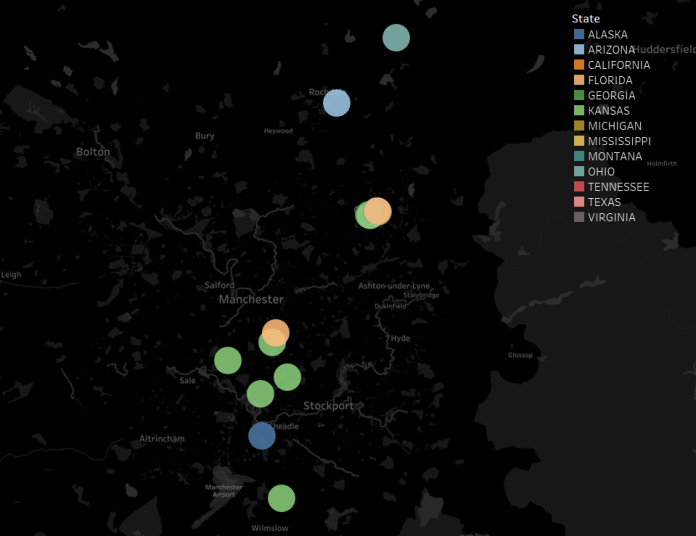 State
ALASKA
ARIZONA
CALIFORNIA
FLORIDA
GEORGIA
KANSAS
MICHIGAN
MISSISSIPPI
MONTANA
OHIO
TENNESSEE
TEXAS
VIRGINIA
Huddersfield
Holmfirth
Bury
Heywood
Bolton
Leigh
Salford
Manchester
Ashton-under-Lyne
Stalybridge
Dukinfield
Hyde
Glossop
Sale
Stockport
Cheadle
Altrincham
Manchester
Airport
Wilmslow